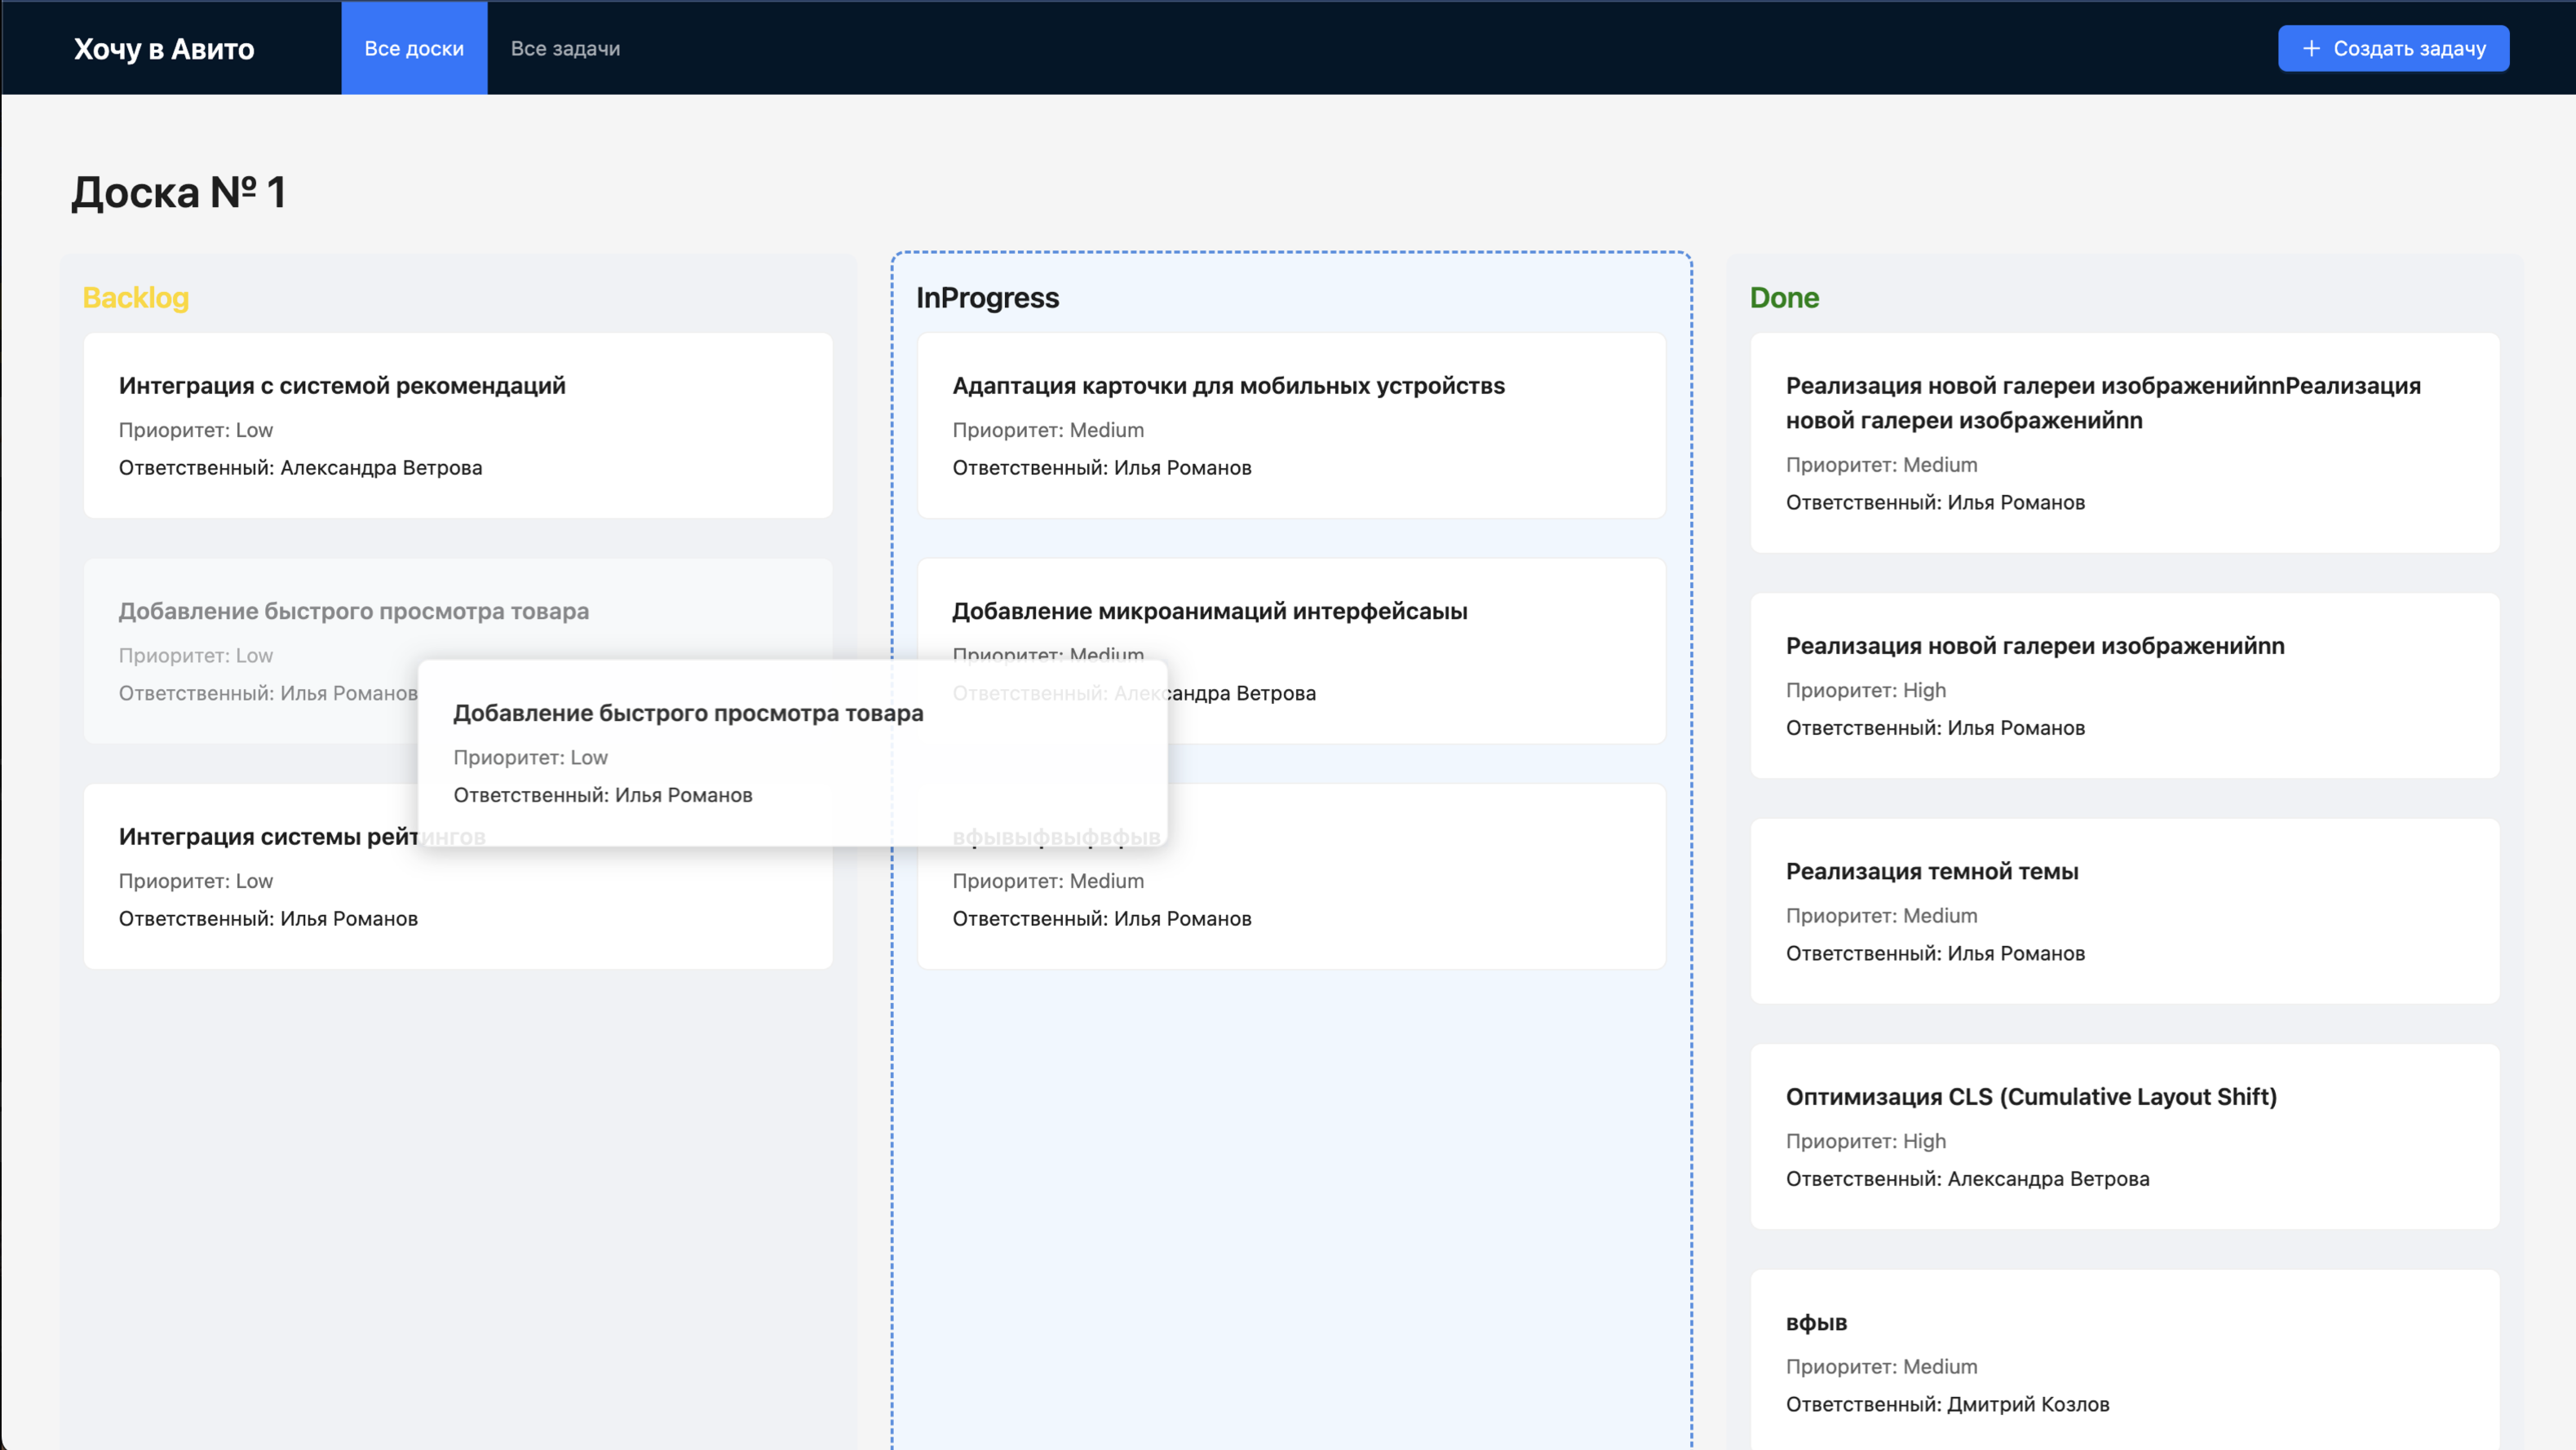 Хочу в Авито
Все доски
Все задачи
+ Создать задачу
Доска № 1
Backlog
Интеграция с системой рекомендаций
Приоритет: Low
Ответственный: Александра Ветрова
Добавление быстрого просмотра товара
Приоритет: Low
Ответственный: Илья Романов
Добавление быстрого просмотра товара
Приоритет: Low
Ответственный: Илья Романов
Интеграция системы рейтингов
Приоритет: Low
Ответственный: Илья Романов
InProgress
Адаптация карточки для мобильных устройствs
Приоритет: Medium
Ответственный: Илья Романов
Добавление микроанимаций интерфейсаыы
Приоритет: Medium
Ответственный: Александра Ветрова
вфывыфвыфвфыв
Приоритет: Medium
Ответственный: Илья Романов
Done
Реализация новой галереи изображенийnnРеализация
новой галереи изображенийnn
Приоритет: Medium
Ответственный: Илья Романов
Реализация новой галереи изображенийnn
Приоритет: High
Ответственный: Илья Романов
Реализация темной темы
Приоритет: Medium
Ответственный: Илья Романов
Оптимизация CLS (Cumulative Layout Shift)
Приоритет: High
Ответственный: Александра Ветрова
вфыв
Приоритет: Medium
Ответственный: Дмитрий Козлов